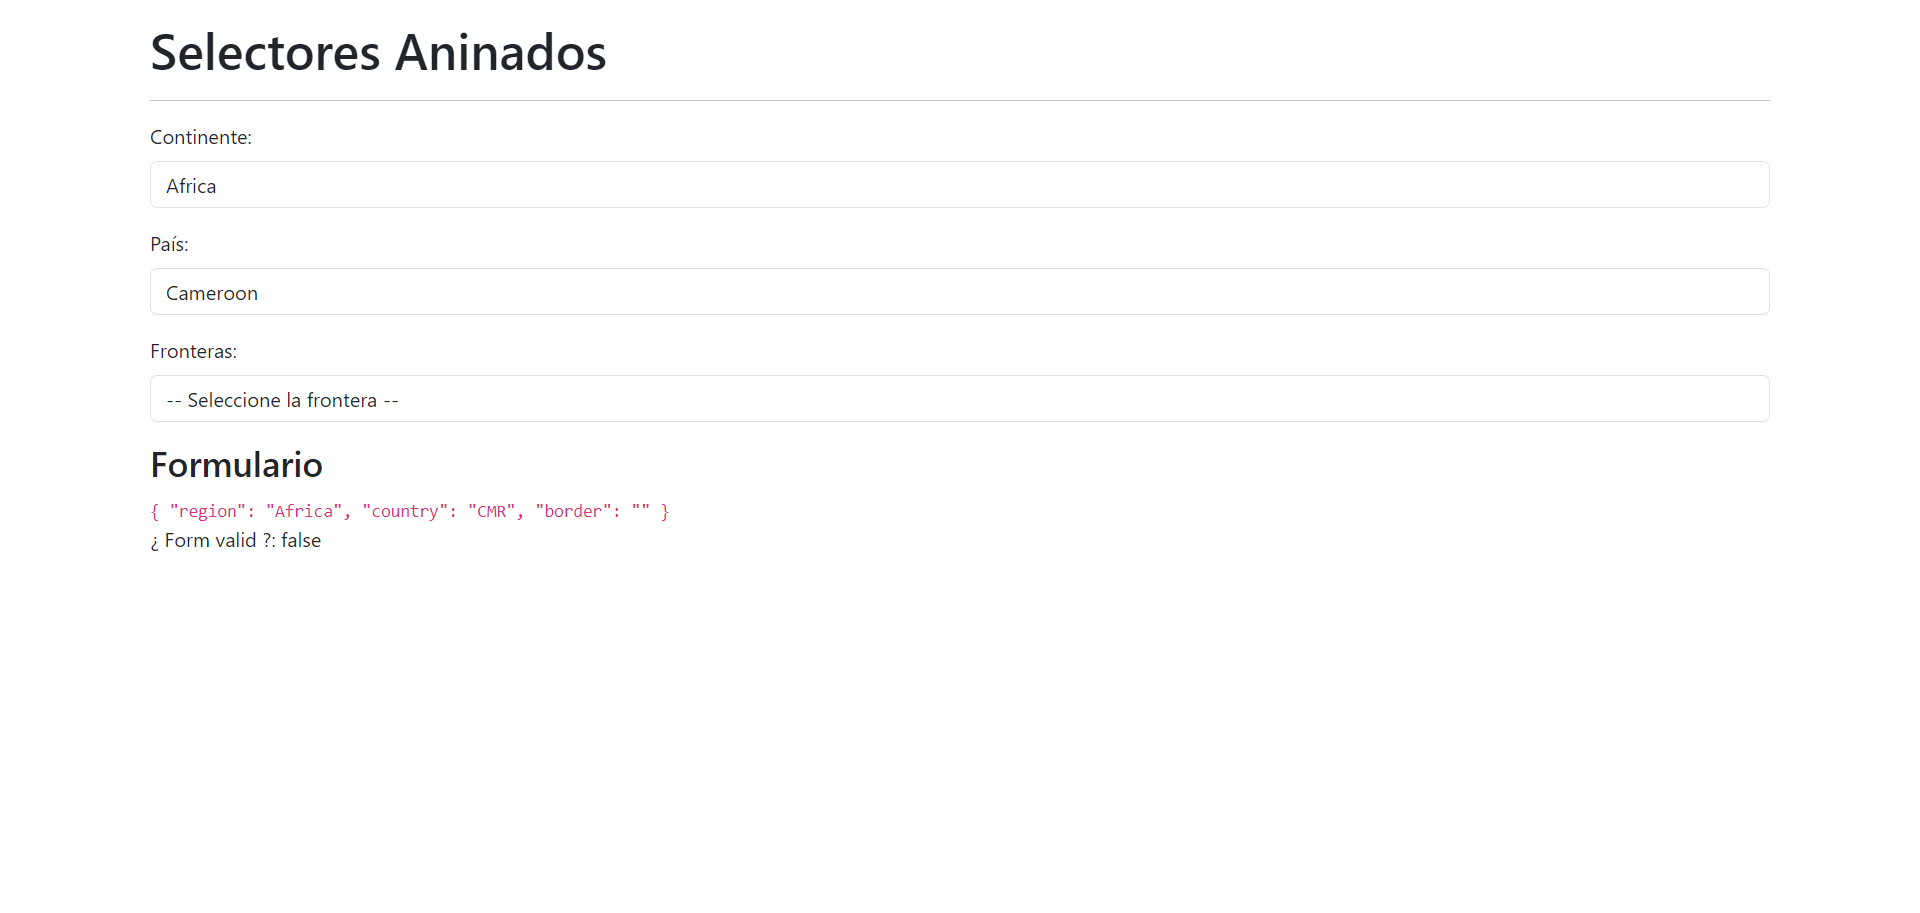 Selectores Aninados
Continente:
Africa
País:
Cameroon
Fronteras:
-- Seleccione la frontera --
Formulario
{ "region": "Africa", "country": "CMR", "border": "" }
¿ Form valid ?: false